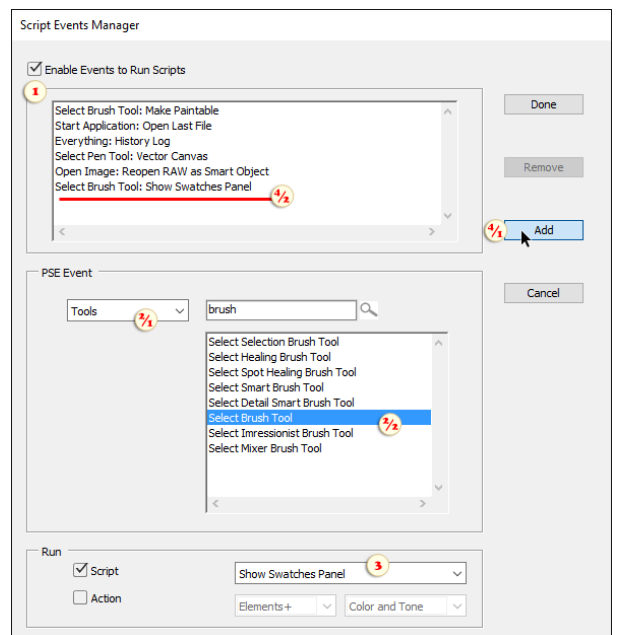 Script Events Manager
Enable Events to Run Scripts
1
Select Brush Tool: Make Paintable
Start Application: Open Last File
Everything: History Log
Select Pen Tool: Vector Canvas
Open Image: Reopen RAW as Smart Object
Select Brush Tool: Show Swatches Panel
4/2
Done
Remove
4/1 Add
Cancel
PSE Event
Tools
2/1
brush
Select Selection Brush Tool
Select Healing Brush Tool
Select Spot Healing Brush Tool
Select Smart Brush Tool
Select Detail Smart Brush Tool
Select Brush Tool
2/2
Select Imressionist Brush Tool
Select Mixer Brush Tool
Run
Script
Show Swatches Panel
3
Action
Elements+
Color and Tone